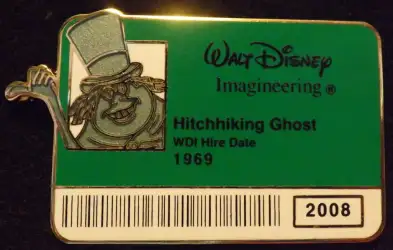 Walt Disney
Imagineering ®
Hitchhiking Ghost
WDI Hire Date
1969
2008